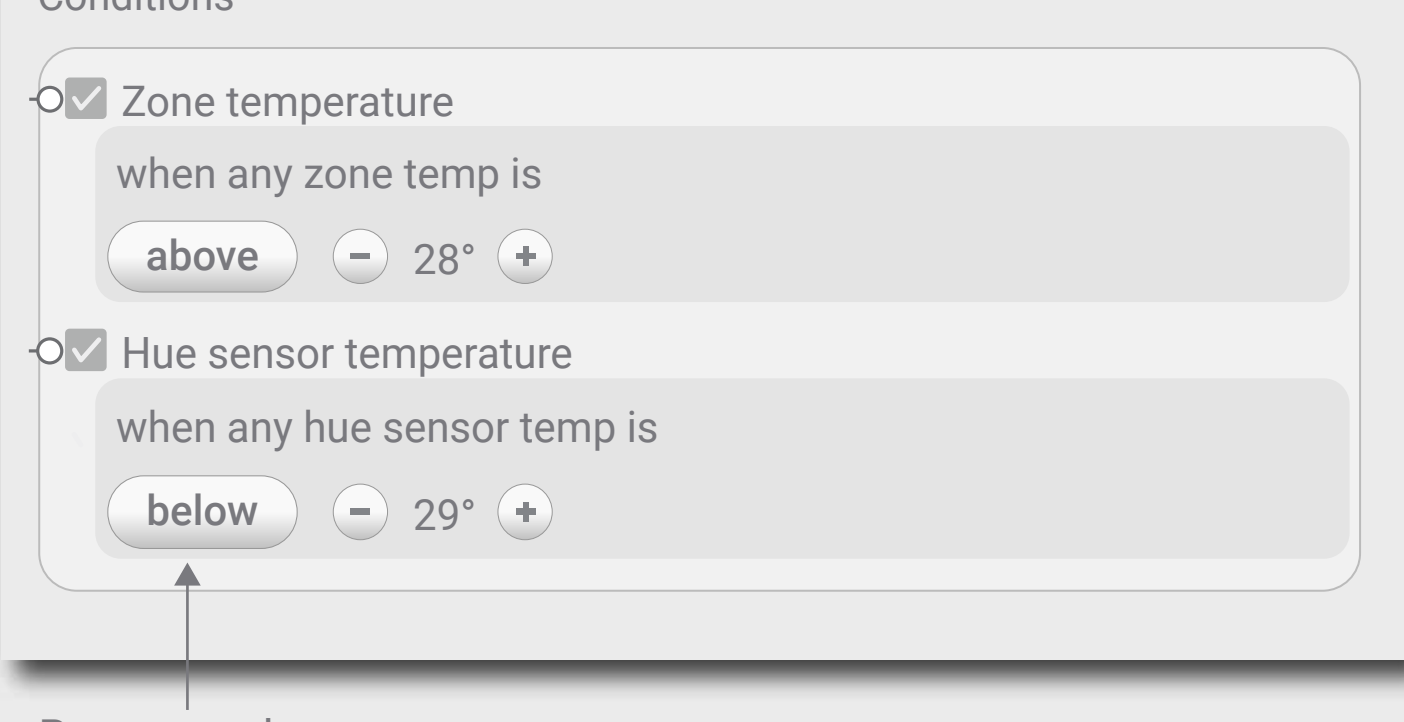 Conditions
Zone temperature
when any zone temp is
above − 28° +
Hue sensor temperature
when any hue sensor temp is
below − 29° +